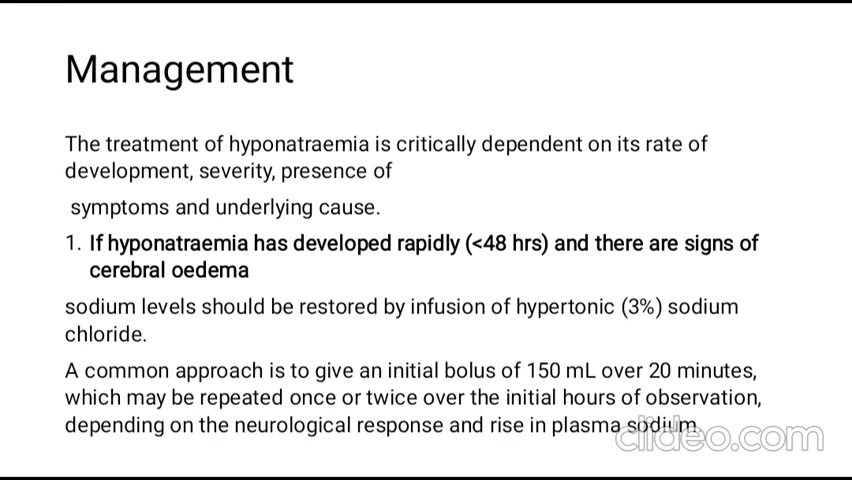 Management
The treatment of hyponatraemia is critically dependent on its rate of
development, severity, presence of
symptoms and underlying cause.
1. If hyponatraemia has developed rapidly (<48 hrs) and there are signs of
cerebral oedema
sodium levels should be restored by infusion of hypertonic (3%) sodium
chloride.
A common approach is to give an initial bolus of 150 mL over 20 minutes,
which may be repeated once or twice over the initial hours of observation,
depending on the neurological response and rise in plasma sodium.
clideo.com